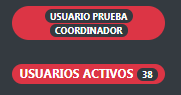 USUARIO PRUEBA
COORDINADOR
USUARIOS ACTIVOS 38